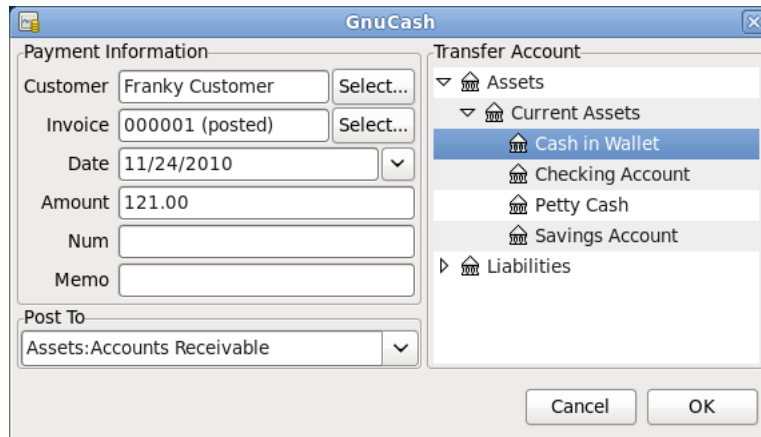 GnuCash
Payment Information
Customer Franky Customer Select...
Invoice 000001 (posted) Select...
Date 11/24/2010
Amount 121.00
Num
Memo
Post To
Assets:Accounts Receivable
Transfer Account
Assets
Current Assets
Cash in Wallet
Checking Account
Petty Cash
Savings Account
Liabilities
Cancel OK